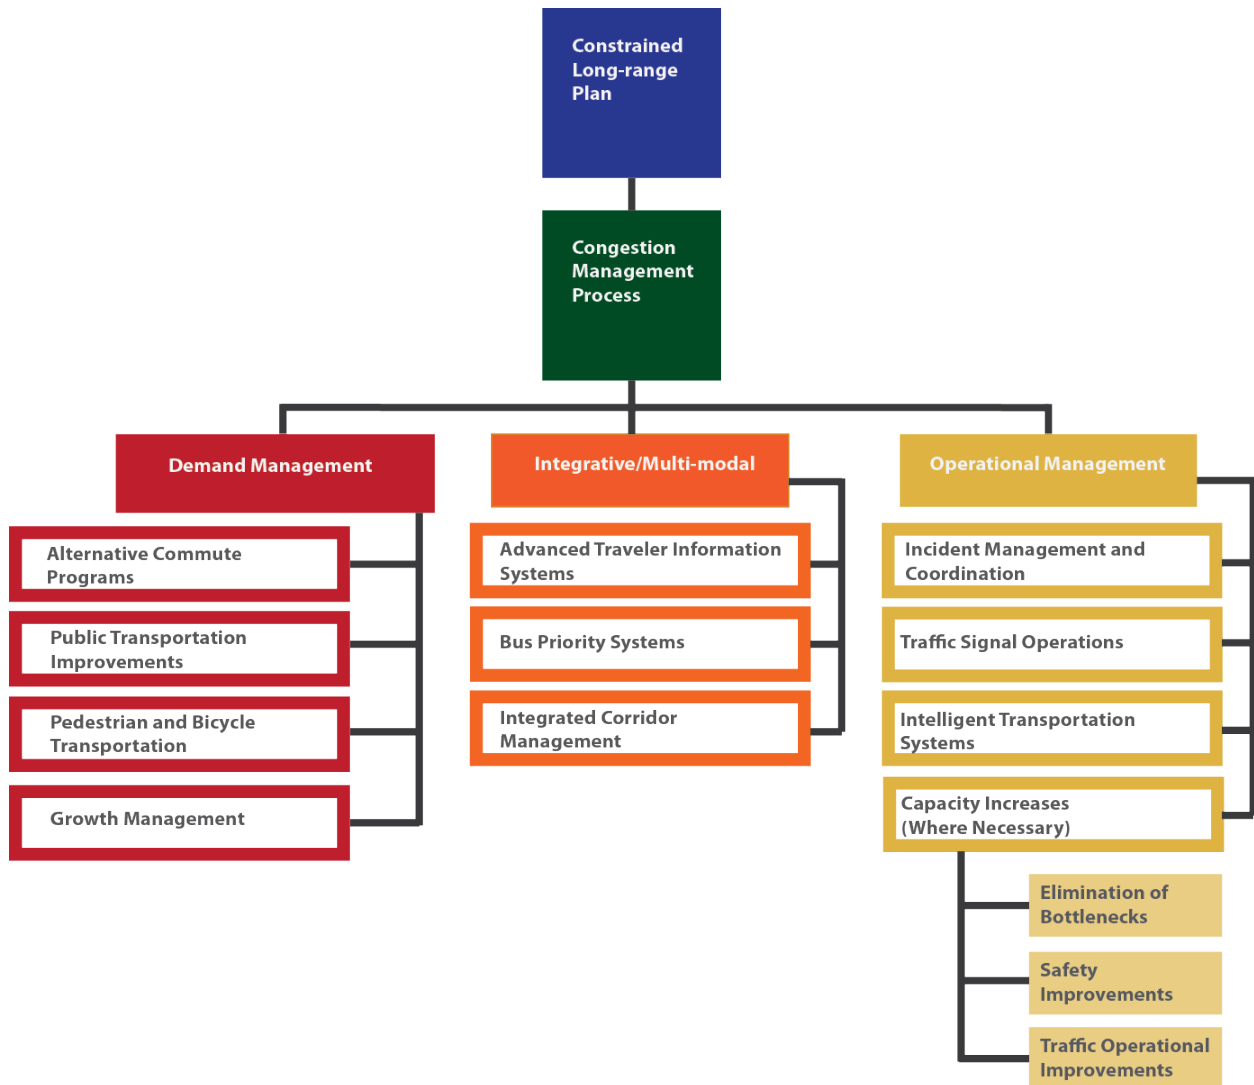 Constrained
Long-range
Plan
Congestion
Management
Process
Demand Management
Integrative/Multi-modal
Operational Management
Alternative Commute
Programs
Public Transportation
Improvements
Pedestrian and Bicycle
Transportation
Growth Management
Advanced Traveler Information
Systems
Bus Priority Systems
Integrated Corridor
Management
Incident Management and
Coordination
Traffic Signal Operations
Intelligent Transportation
Systems
Capacity Increases
(Where Necessary)
Elimination of
Bottlenecks
Safety
Improvements
Traffic Operational
Improvements